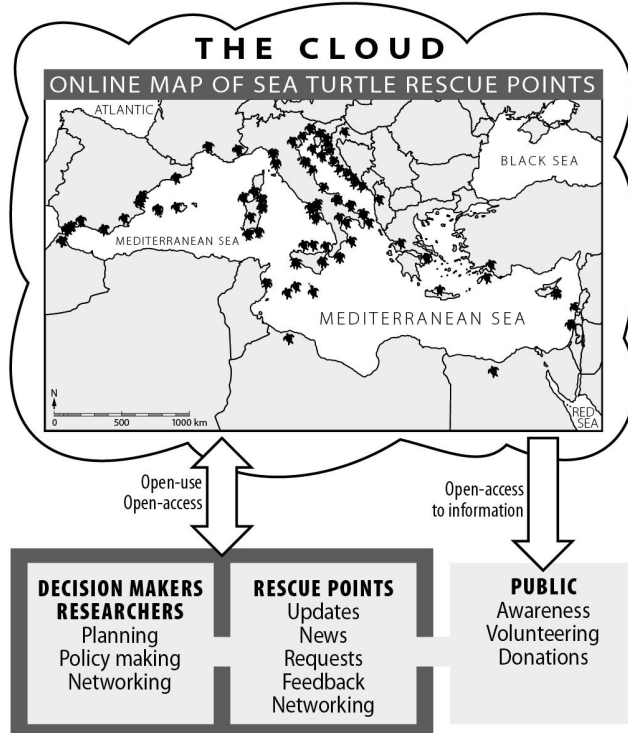 THE CLOUD
ONLINE MAP OF SEA TURTLE RESCUE POINTS
ATLANTIC
BLACK SEA
MEDITERRANEAN SEA
MEDITERRANEAN SEA
N
0 500 1000 km
RED
SEA
Open-use
Open-access
Open-access
to information
DECISION MAKERS
RESEARCHERS
Planning
Policy making
Networking
RESCUE POINTS
Updates
News
Requests
Feedback
Networking
PUBLIC
Awareness
Volunteering
Donations